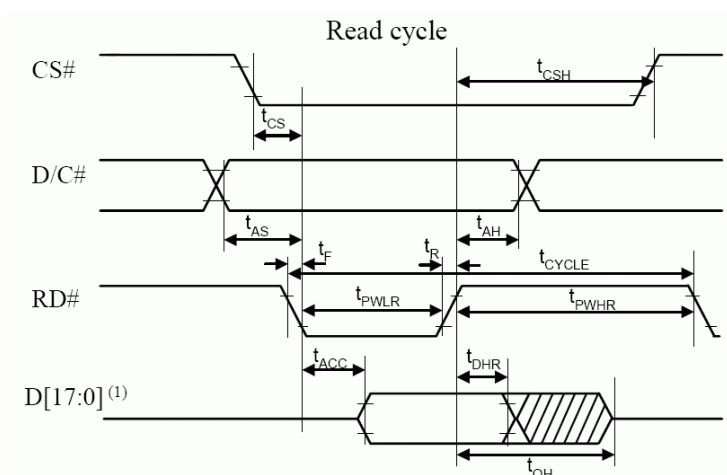 Read cycle
CS#
tCSH
tCS
D/C#
tAS
tAH
tF
tR
tCYCLE
RD#
tPWLR
tPWHR
tACC
tDHR
D[17:0] (1)
tOH